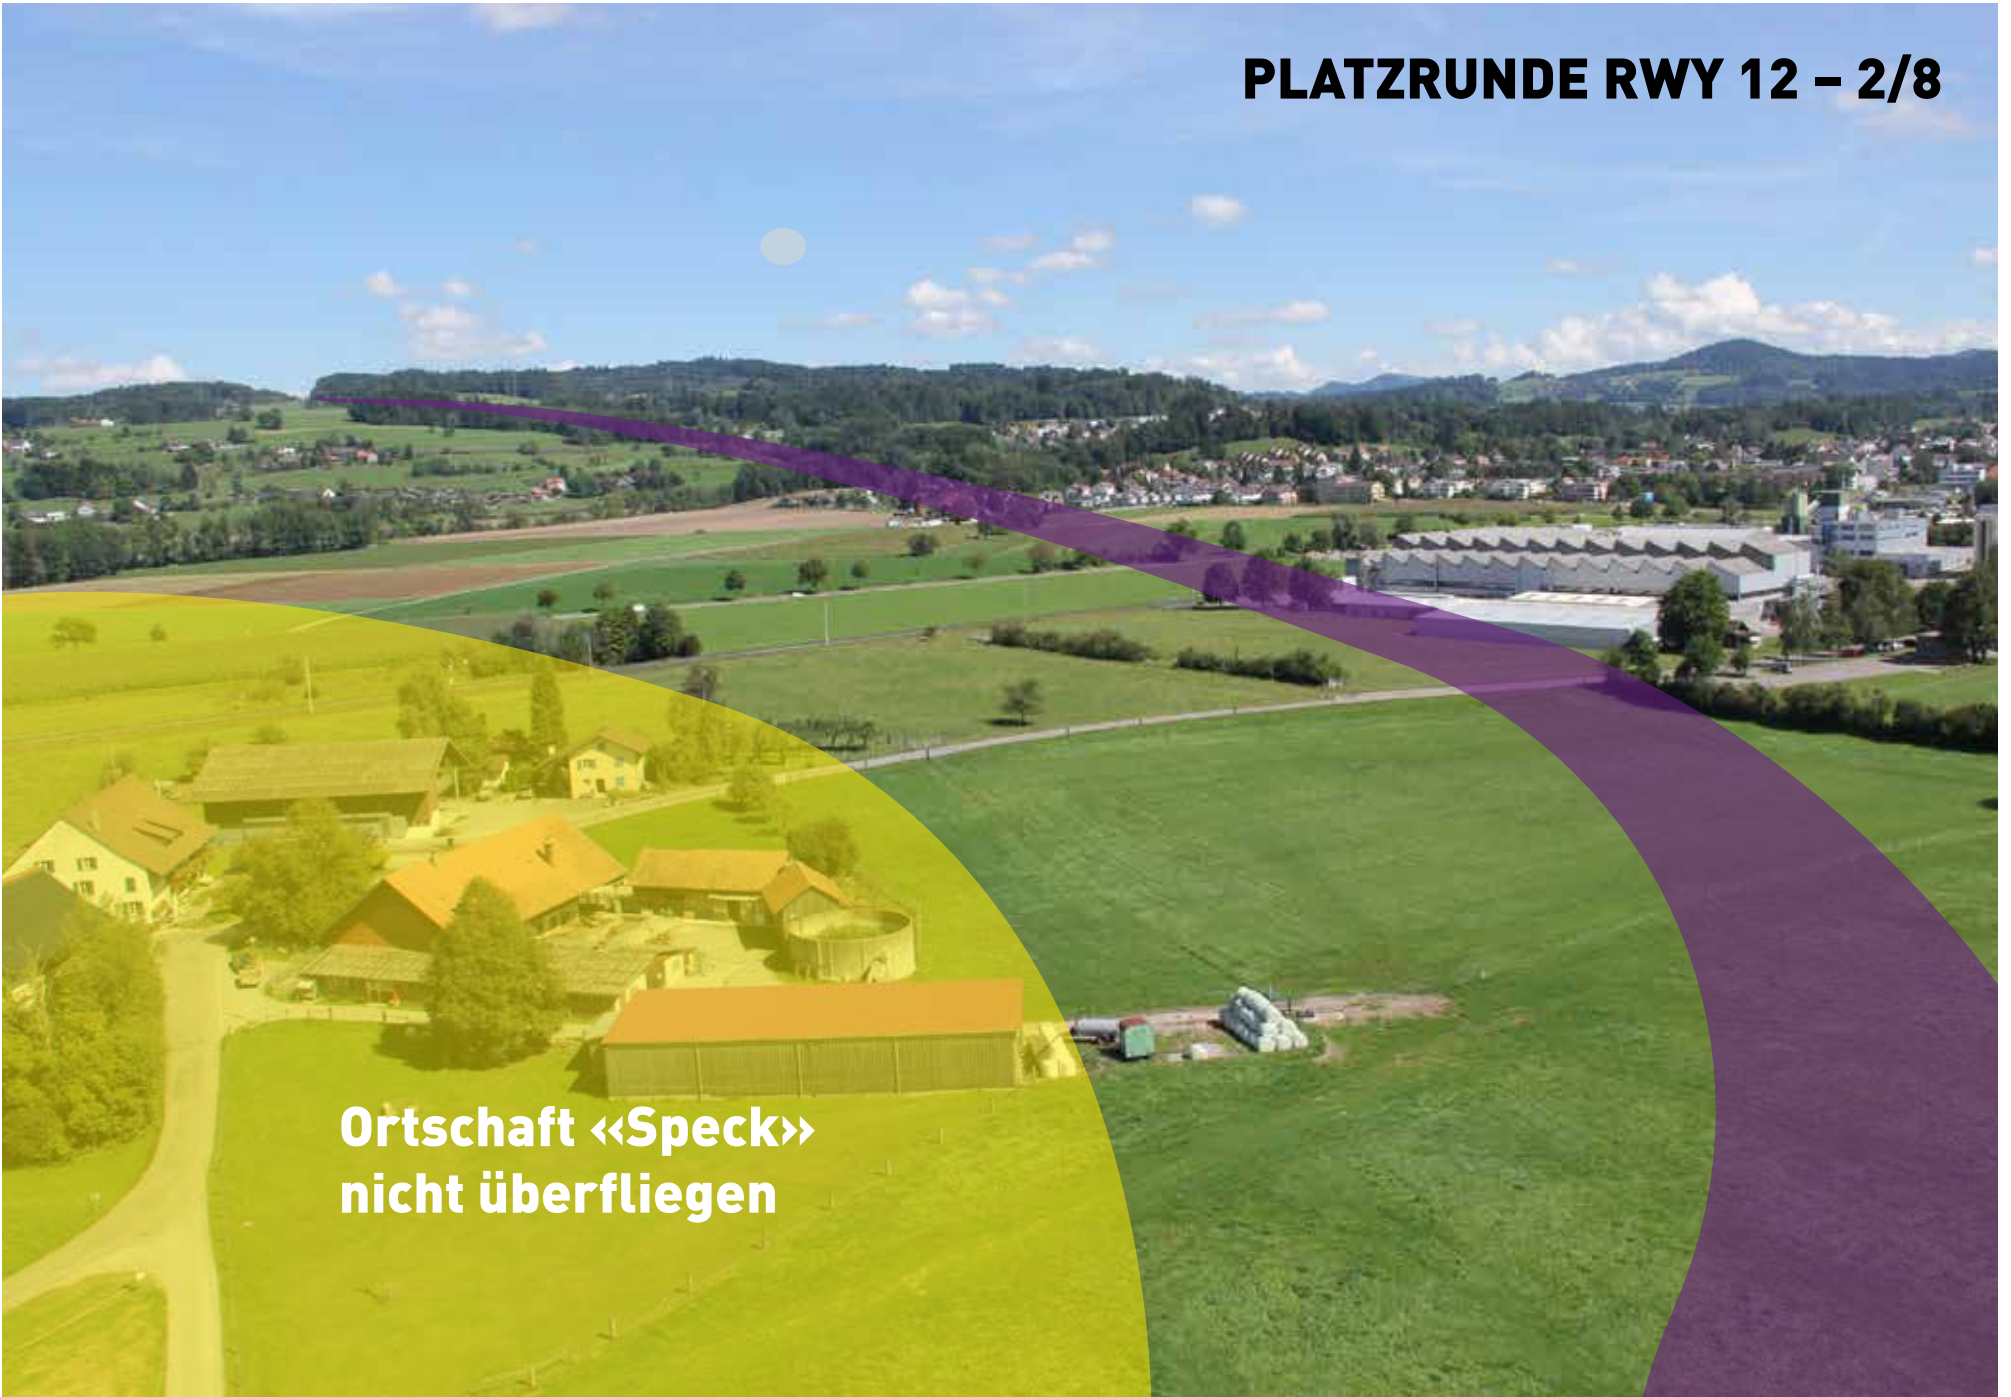 PLATZRUNDE RWY 12 – 2/8
Ortschaft «Speck»
nicht überfliegen